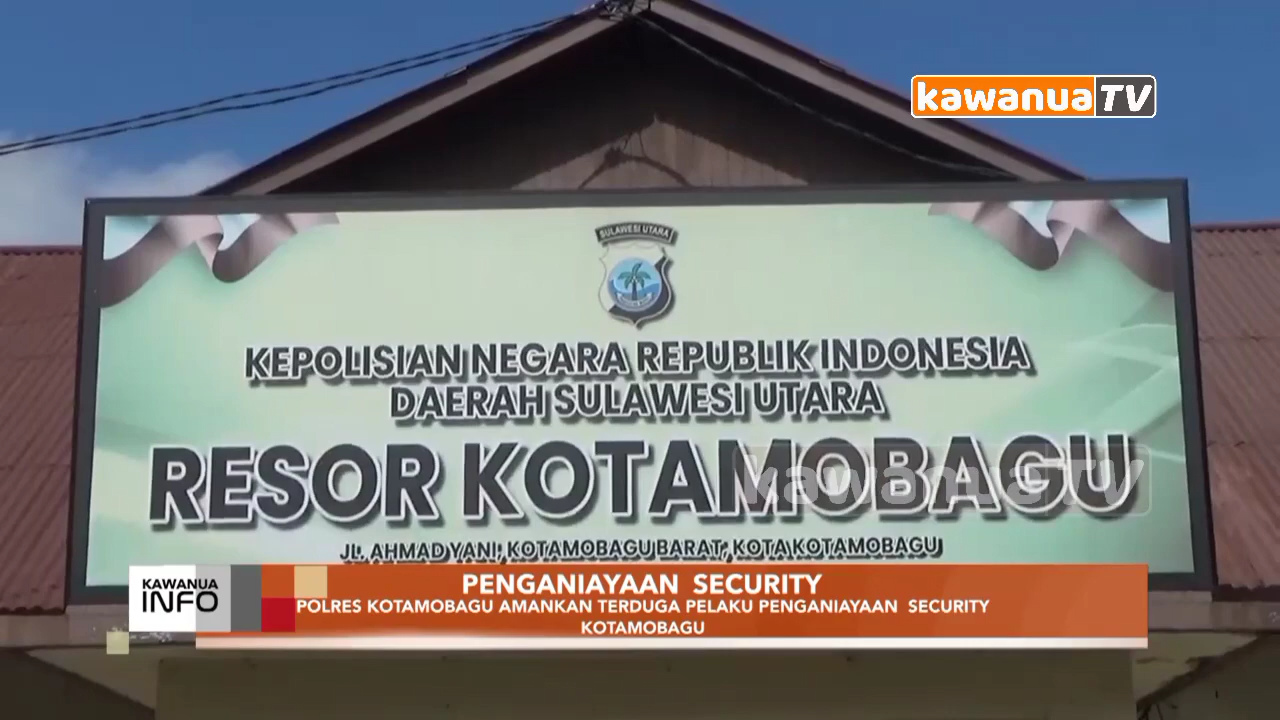 kawanuaTV
SULAWESI UTARA
KEPOLISIAN NEGARA REPUBLIK INDONESIA
DAERAH SULAWESI UTARA
RESOR KOTAMOBAGU
kawanuaTV
JL. AHMAD YANI, KOTAMOBAGU BARAT, KOTA KOTAMOBAGU
KAWANUA
INFO
PENGANIAYAAN SECURITY
POLRES KOTAMOBAGU AMANKAN TERDUGA PELAKU PENGANIAYAAN SECURITY
KOTAMOBAGU